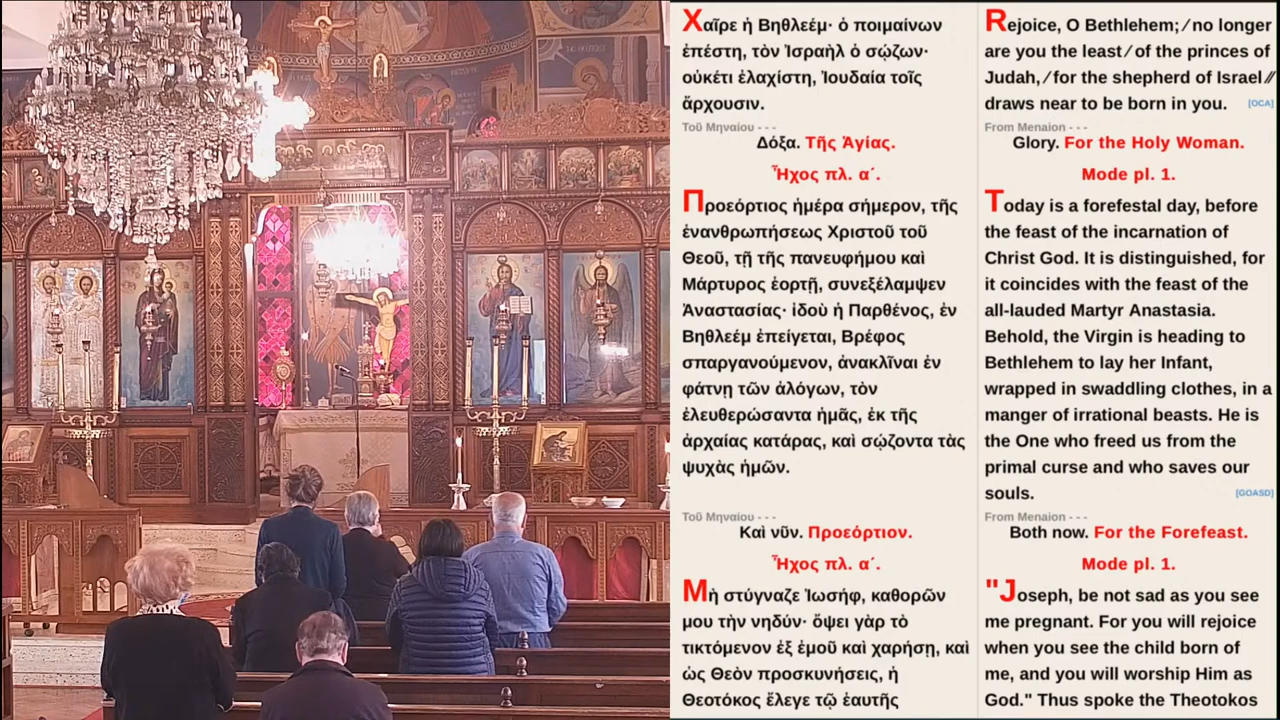 Χαῖρε ἡ Βηθλεέμ· ὁ ποιμαίνων
ἐπέστη, τὸν Ἰσραὴλ ὁ σῴζων·
οὐκέτι ἐλαχίστη, Ἰουδαία τοῖς
ἄρχουσιν.
Τοῦ Μηναίου - - -
Δόξα. Τῆς Ἁγίας.
Ἦχος πλ. α΄.
Προεόρτιος ἡμέρα σήμερον, τῆς
ἐνανθρωπήσεως Χριστοῦ τοῦ
Θεοῦ, τῇ τῆς πανευφήμου καὶ
Μάρτυρος ἑορτῇ, συνεξέλαμψεν
Ἀναστασίας· ἰδοὺ ἡ Παρθένος, ἐν
Βηθλεέμ ἐπείγεται, Βρέφος
σπαργανούμενον, ἀνακλῖναι ἐν
φάτνῃ τῶν ἀλόγων, τὸν
ἐλευθερώσαντα ἡμᾶς, ἐκ τῆς
ἀρχαίας κατάρας, καὶ σῴζοντα τὰς
ψυχὰς ἡμῶν.
Τοῦ Μηναίου - - -
Καὶ νῦν. Προεόρτιον.
Ἦχος πλ. α΄.
Μὴ στύγναζε Ἰωσήφ, καθορῶν
μου τὴν νηδύν· ὄψει γὰρ τὸ
τικτόμενον ἐξ ἐμοῦ καὶ χαρήσῃ, καὶ
ὡς Θεὸν προσκυνήσεις, ἡ
Θεοτόκος ἔλεγε τῷ ἑαυτῆς
Rejoice, O Bethlehem; / no longer
are you the least / of the princes of
Judah, / for the shepherd of Israel //
draws near to be born in you. [OCA]
From Menaion - - -
Glory. For the Holy Woman.
Mode pl. 1.
Today is a forefestal day, before
the feast of the incarnation of
Christ God. It is distinguished, for
it coincides with the feast of the
all-lauded Martyr Anastasia.
Behold, the Virgin is heading to
Bethlehem to lay her Infant,
wrapped in swaddling clothes, in a
manger of irrational beasts. He is
the One who freed us from the
primal curse and who saves our
souls. [GOASD]
From Menaion - - -
Both now. For the Forefeast.
Mode pl. 1.
"Joseph, be not sad as you see
me pregnant. For you will rejoice
when you see the child born of
me, and you will worship Him as
God." Thus spoke the Theotokos